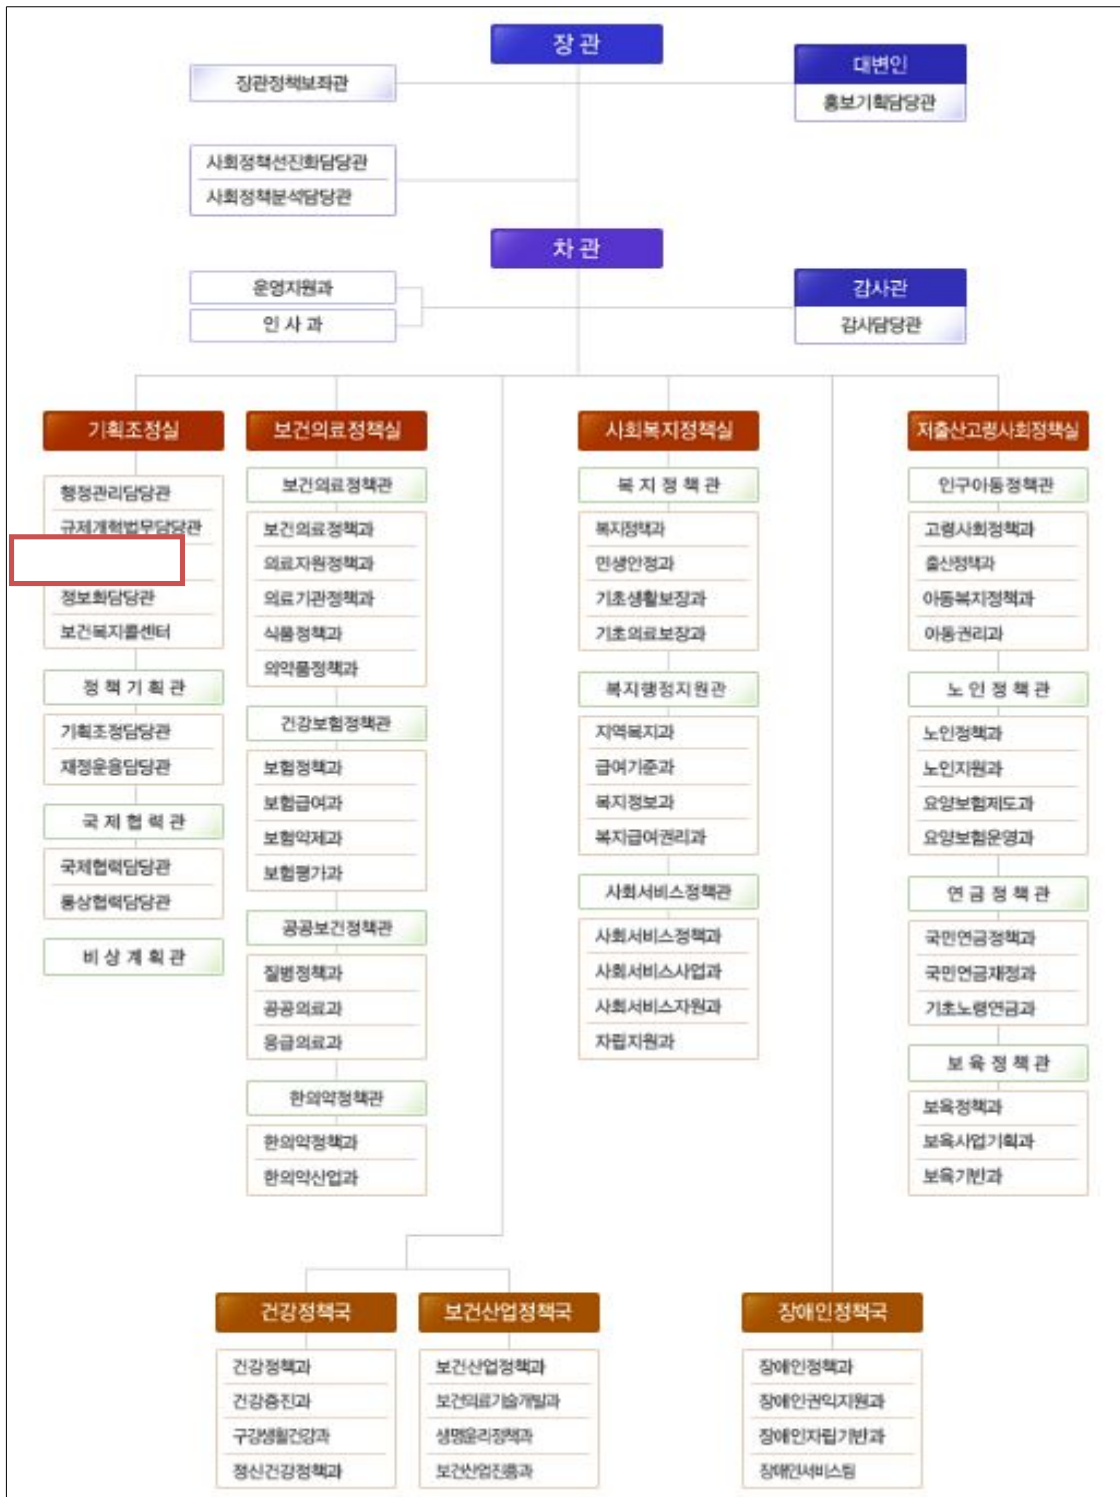 장 관
장관정책보좌관
대변인
홍보기획담당관
사회정책선진화담당관
사회정책분석담당관
차 관
운영지원과
인 사 과
감사관
감사담당관
기획조정실
행정관리담당관
규제개혁법무담당관
정보화담당관
보건복지콜센터
정 책 기 획 관
기획조정담당관
재정운용담당관
국 제 협 력 관
국제협력담당관
통상협력담당관
비 상 계 획 관
보건의료정책실
보건의료정책관
보건의료정책과
의료자원정책과
의료기관정책과
식품정책과
의약품정책과
건강보험정책관
보험정책과
보험급여과
보험약제과
보험평가과
공공보건정책관
질병정책과
공공의료과
응급의료과
한의약정책관
한의약정책과
한의약산업과
사회복지정책실
복 지 정 책 관
복지정책과
민생안정과
기초생활보장과
기초의료보장과
복지행정지원관
지역복지과
급여기준과
복지정보과
복지급여권리과
사회서비스정책관
사회서비스정책과
사회서비스사업과
사회서비스자원과
자립지원과
저출산고령사회정책실
인구아동정책관
고령사회정책과
출산정책과
아동복지정책과
아동권리과
노 인 정 책 관
노인정책과
노인지원과
요양보험제도과
요양보험운영과
연 금 정 책 관
국민연금정책과
국민연금재정과
기초노령연금과
보 육 정 책 관
보육정책과
보육사업기획과
보육기반과
건강정책국
건강정책과
건강증진과
구강생활건강과
정신건강정책과
보건산업정책국
보건산업정책과
보건의료기술개발과
생명윤리정책과
보건산업진흥과
장애인정책국
장애인정책과
장애인권익지원과
장애인자립기반과
장애인서비스팀